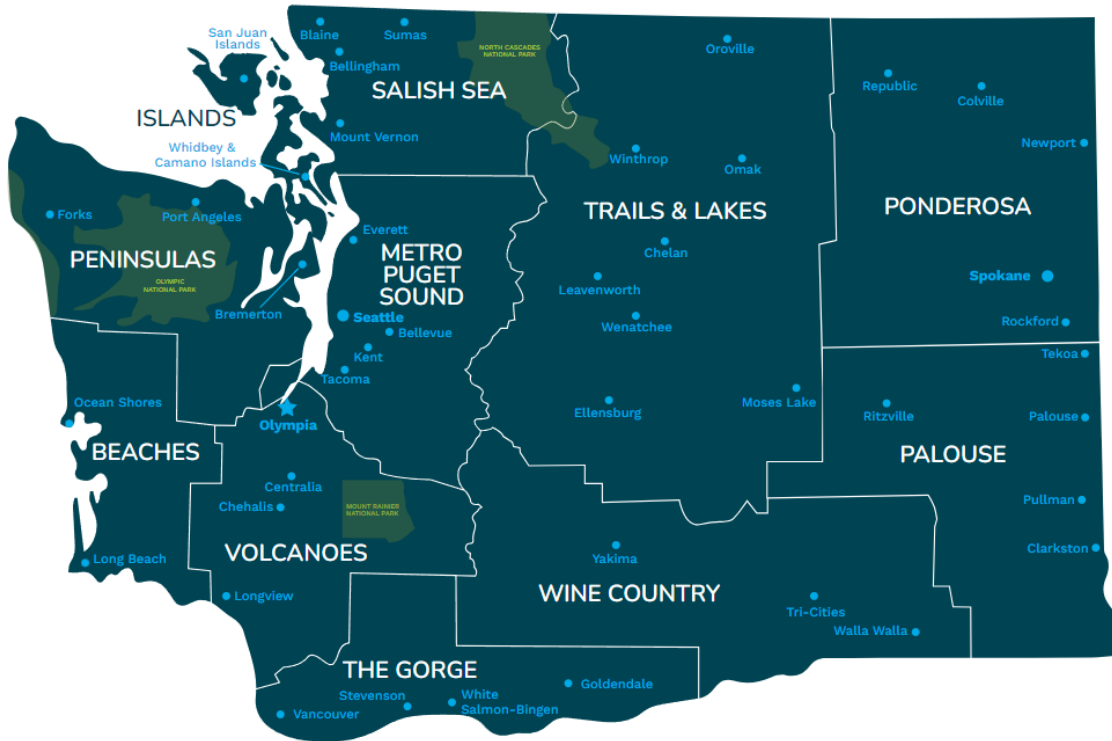 San Juan
Islands
Blaine
Sumas
NORTH CASCADES
NATIONAL PARK
Oroville
Bellingham
Republic
Colville
SALISH SEA
ISLANDS
Mount Vernon
Newport
Whidbey &
Camano Islands
Winthrop
Omak
Forks
Port Angeles
TRAILS & LAKES
PONDEROSA
Everett
PENINSULAS
METRO
PUGET
SOUND
Chelan
OLYMPIC
NATIONAL PARK
Leavenworth
Spokane
Bremerton
Seattle
Bellevue
Wenatchee
Rockford
Kent
Tacoma
Tekoa
Ocean Shores
Olympia
Ellensburg
Moses Lake
Ritzville
Palouse
BEACHES
PALOUSE
Centralia
Chehalis
MOUNT RAINIER
NATIONAL PARK
Pullman
VOLCANOES
Yakima
Clarkston
Long Beach
Longview
WINE COUNTRY
Tri-Cities
Walla Walla
THE GORGE
Goldendale
Stevenson
White
Salmon-Bingen
Vancouver